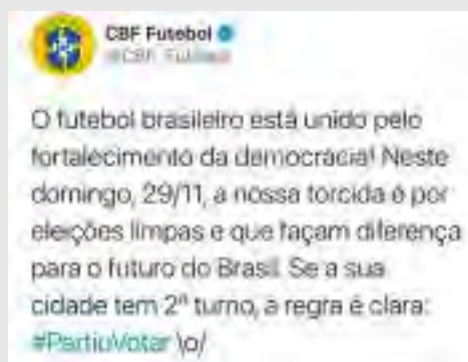 CBF Futebol
@CBF_Futebol
O futebol brasileiro está unido pelo
fortalecimento da democracia! Neste
domingo, 29/11, a nossa torcida é por
eleições limpas e que façam diferença
para o futuro do Brasil. Se a sua
cidade tem 2º turno, a regra é clara:
#PartiuVotar \o/